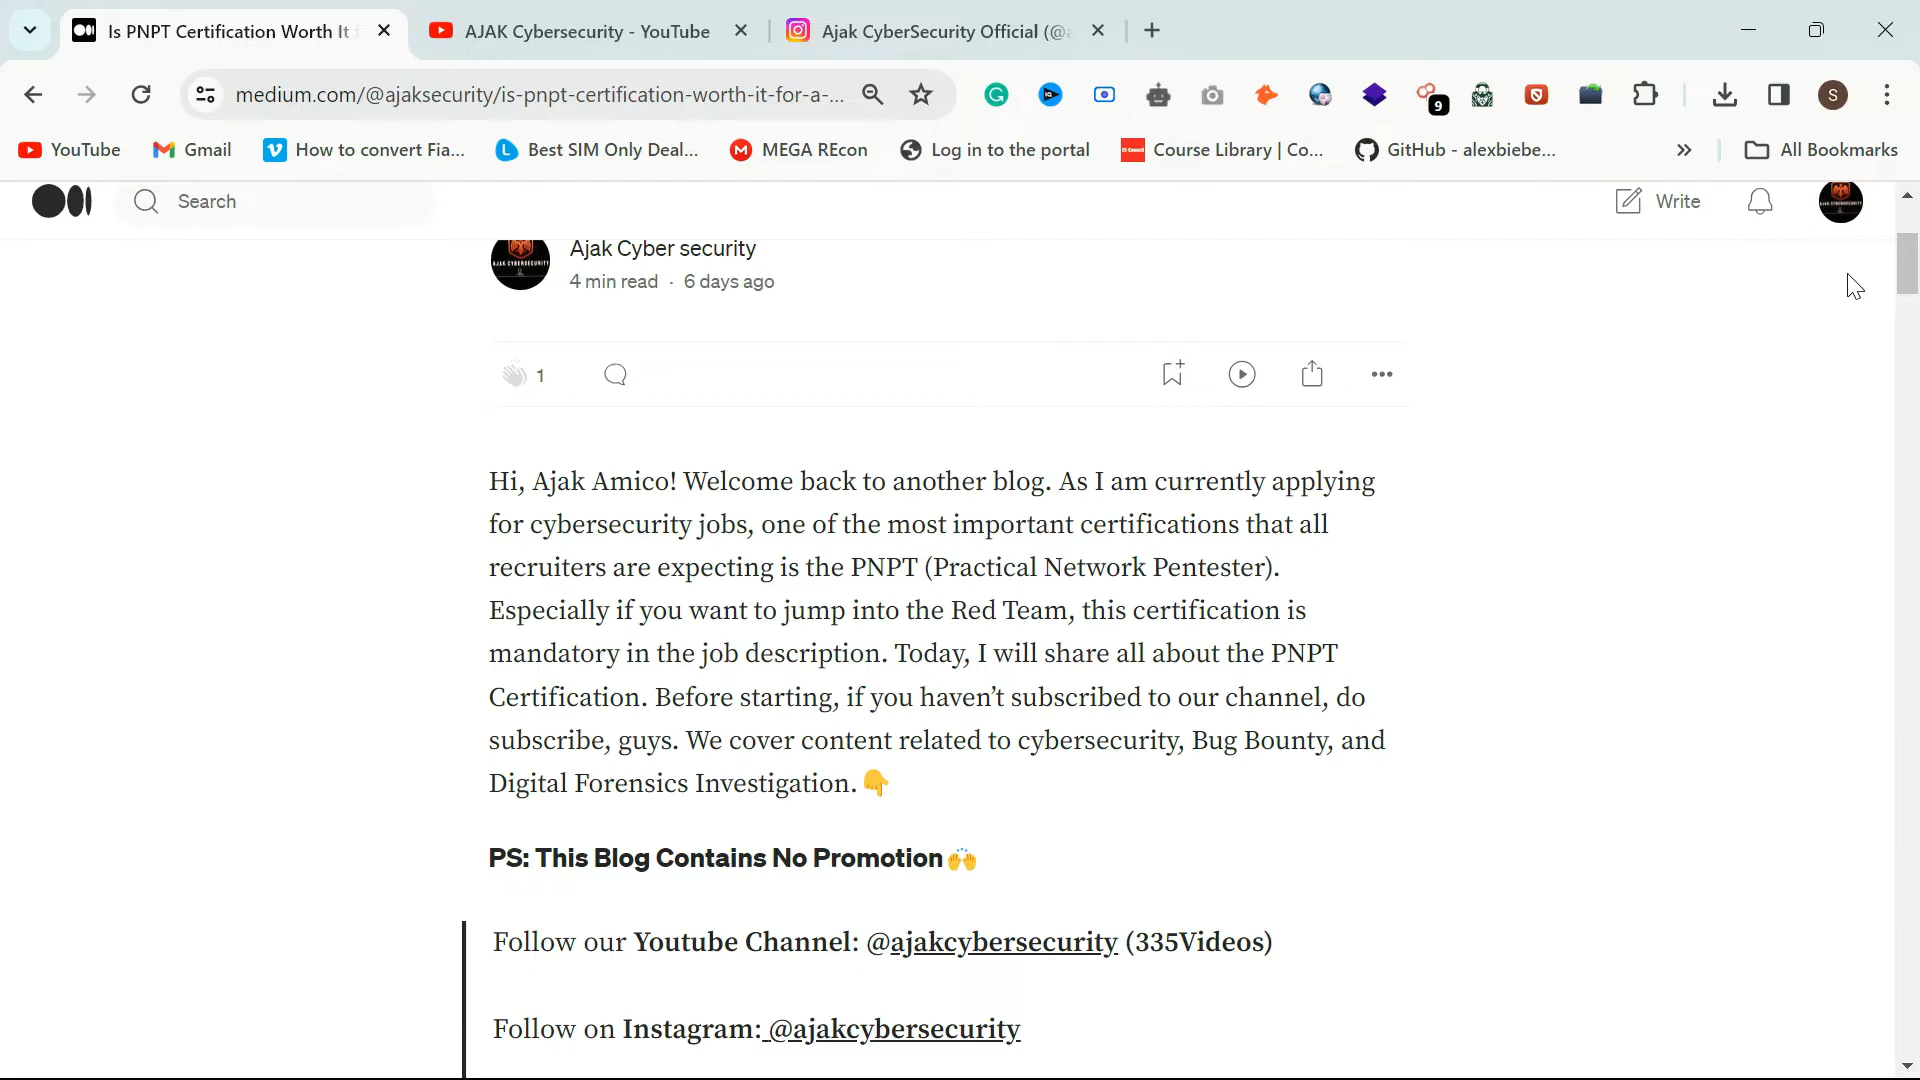 Is PNPT Certification Worth It
AJAK Cybersecurity - YouTube
Ajak CyberSecurity Official (@a
medium.com/@ajaksecurity/is-pnpt-certification-worth-it-for-a-...
9
S
YouTube
Gmail
How to convert Fia...
Best SIM Only Deal...
MEGA REcon
Log in to the portal
Course Library | Co...
GitHub - alexbiebe...
»
All Bookmarks
Search
Write
Ajak Cyber security
4 min read · 6 days ago
1
Hi, Ajak Amico! Welcome back to another blog. As I am currently applying
for cybersecurity jobs, one of the most important certifications that all
recruiters are expecting is the PNPT (Practical Network Pentester).
Especially if you want to jump into the Red Team, this certification is
mandatory in the job description. Today, I will share all about the PNPT
Certification. Before starting, if you haven’t subscribed to our channel, do
subscribe, guys. We cover content related to cybersecurity, Bug Bounty, and
Digital Forensics Investigation. 👇
PS: This Blog Contains No Promotion 🙌
Follow our Youtube Channel: @ajakcybersecurity (335Videos)
Follow on Instagram: @ajakcybersecurity